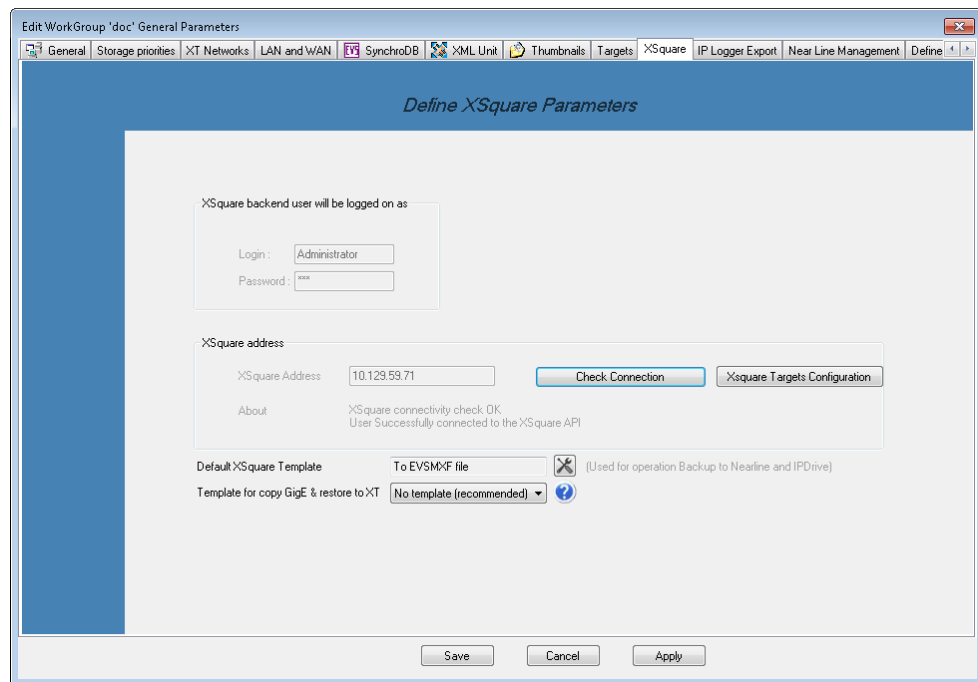 Edit WorkGroup 'doc' General Parameters
General Storage priorities XT Networks LAN and WAN EVS SynchroDB XML Unit Thumbnails Targets XSquare IP Logger Export Near Line Management Define
Define XSquare Parameters
XSquare backend user will be logged on as
Login : Administrator
Password : ***
XSquare address
XSquare Address 10.129.59.71 Check Connection Xsquare Targets Configuration
About XSquare connectivity check OK
User Successfully connected to the XSquare API
Default XSquare Template To EVSMXF file (Used for operation Backup to Nearline and IPDrive)
Template for copy GigE & restore to XT No template (recommended) ?
Save Cancel Apply